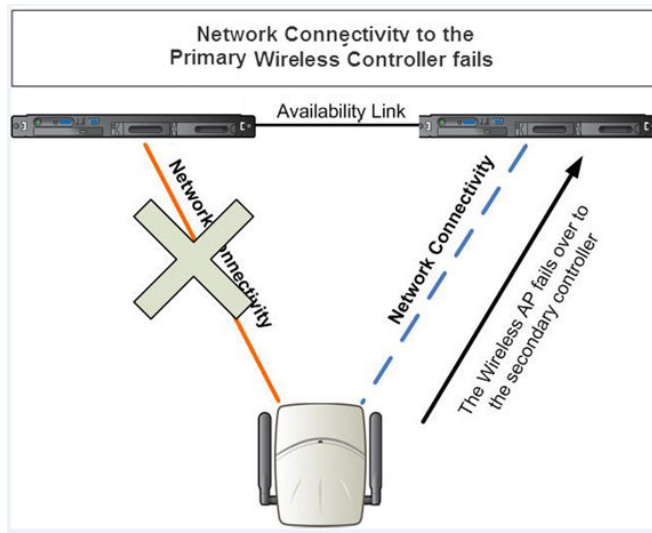 Network Connectivity to the
Primary Wireless Controller fails
Availability Link
Network Connectivity
Network Connectivity
The Wireless AP fails over to
the secondary controller